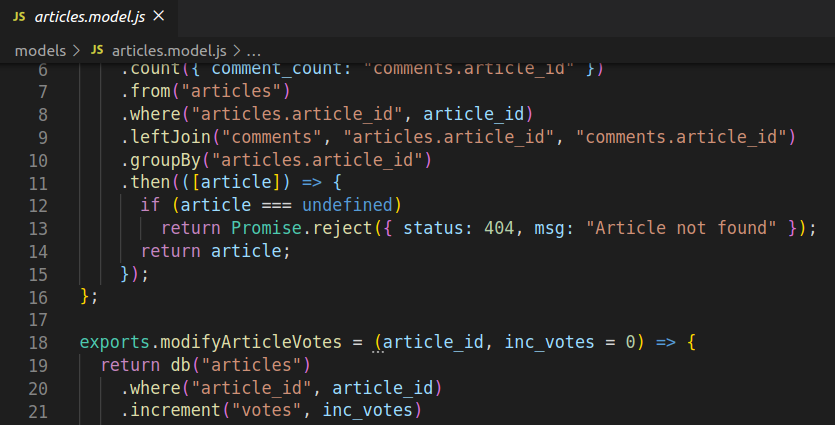 JS articles.model.js ×
models > JS articles.model.js > ...
6 .count({ comment_count: "comments.article_id" })
7 .from("articles")
8 .where("articles.article_id", article_id)
9 .leftJoin("comments", "articles.article_id", "comments.article_id")
10 .groupBy("articles.article_id")
11 .then(([article]) => {
12 if (article === undefined)
13 return Promise.reject({ status: 404, msg: "Article not found" });
14 return article;
15 });
16 };
17
18 exports.modifyArticleVotes = (article_id, inc_votes = 0) => {
19 return db("articles")
20 .where("article_id", article_id)
21 .increment("votes", inc_votes)